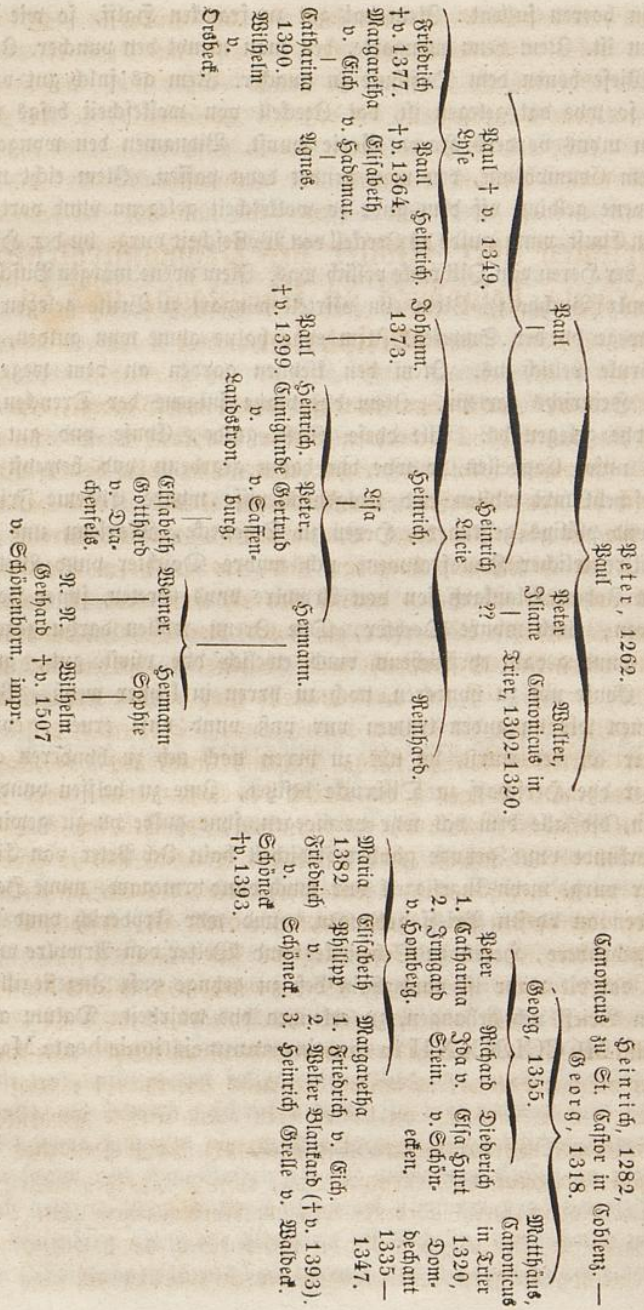 Peter, 1262.
Paul
Paul Peter Walter,
Juliane Canonicus in
Trier, 1302-1320
Paul † v. 1349. Heinrich ??
Lyse Lucie
Friedrich Paul Heinrich. Johann. Heinrich. Reinhard.
† v. 1377. † v. 1364. 1373.
Margaretha Elisabeth Lisa
v. Eich v. Hademar.
Catharina Agnes. Paul Heinrich. Peter. Hermann.
1390. † v. 1399. Cunigunde Gertrud
Wilhelm v. v. Saffen-
v. Landskron burg.
Drobeck.
Elisabeth Werner Hermann
Gotthard Sophie
v. Dra-
chenfels.
N. N. Wilhelm
Gerhard † v. 1507
v. Schönenborn impr.
Heinrich 1282,
Canonicus zu St. Castor in Coblenz. —
Georg, 1318.
Georg 1355. Matthäus,
Canonicus
Peter Richard Diederich in Trier
1. Catharina Ida v. Elsa Hurt 1320,
2. Irmgard Stein. v. Schön- Dom-
v. Homberg. ecken. dechant
1335—
1347.
Maria Elisabeth Margaretha
1382. Philipp 1. Friedrich v. Eich.
Friedrich v. 2. Welter Blankard († v. 1393).
v. Schöneck. 3. Heinrich Grelle v. Waldeck.
Schöneck
† v. 1393